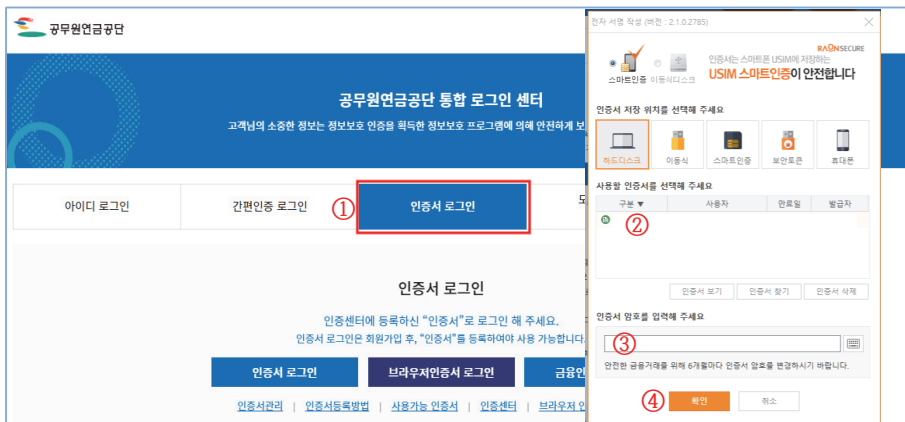 공무원연금공단
공무원연금공단 통합 로그인 센터
고객님의 소중한 정보는 정보보호 인증을 획득한 정보보호 프로그램에 의해 안전하게 보
아이디 로그인
간편인증 로그인
①
인증서 로그인
인증서 로그인
인증센터에 등록하신 “인증서”로 로그인 해 주세요.
인증서 로그인은 회원가입 후, “인증서”를 등록하여야 사용 가능합니다.
인증서 로그인
브라우저인증서 로그인
금융인
인증서관리 | 인증서등록방법 | 사용가능 인증서 | 인증센터 | 브라우저 인
전자 서명 작성 (버전 : 2.1.0.2785)
RAONSECURE
인증서는 스마트폰 USIM에 저장하는
USIM 스마트인증이 안전합니다
스마트인증 이동식디스크
인증서 저장 위치를 선택해 주세요
하드디스크 이동식 스마트인증 보안토큰 휴대폰
사용할 인증서를 선택해 주세요
구분 ▼ 사용자 만료일 발급자
②
인증서 보기 인증서 찾기 인증서 삭제
인증서 암호를 입력해 주세요
③
안전한 금융거래를 위해 6개월마다 인증서 암호를 변경하시기 바랍니다.
④ 확인 취소